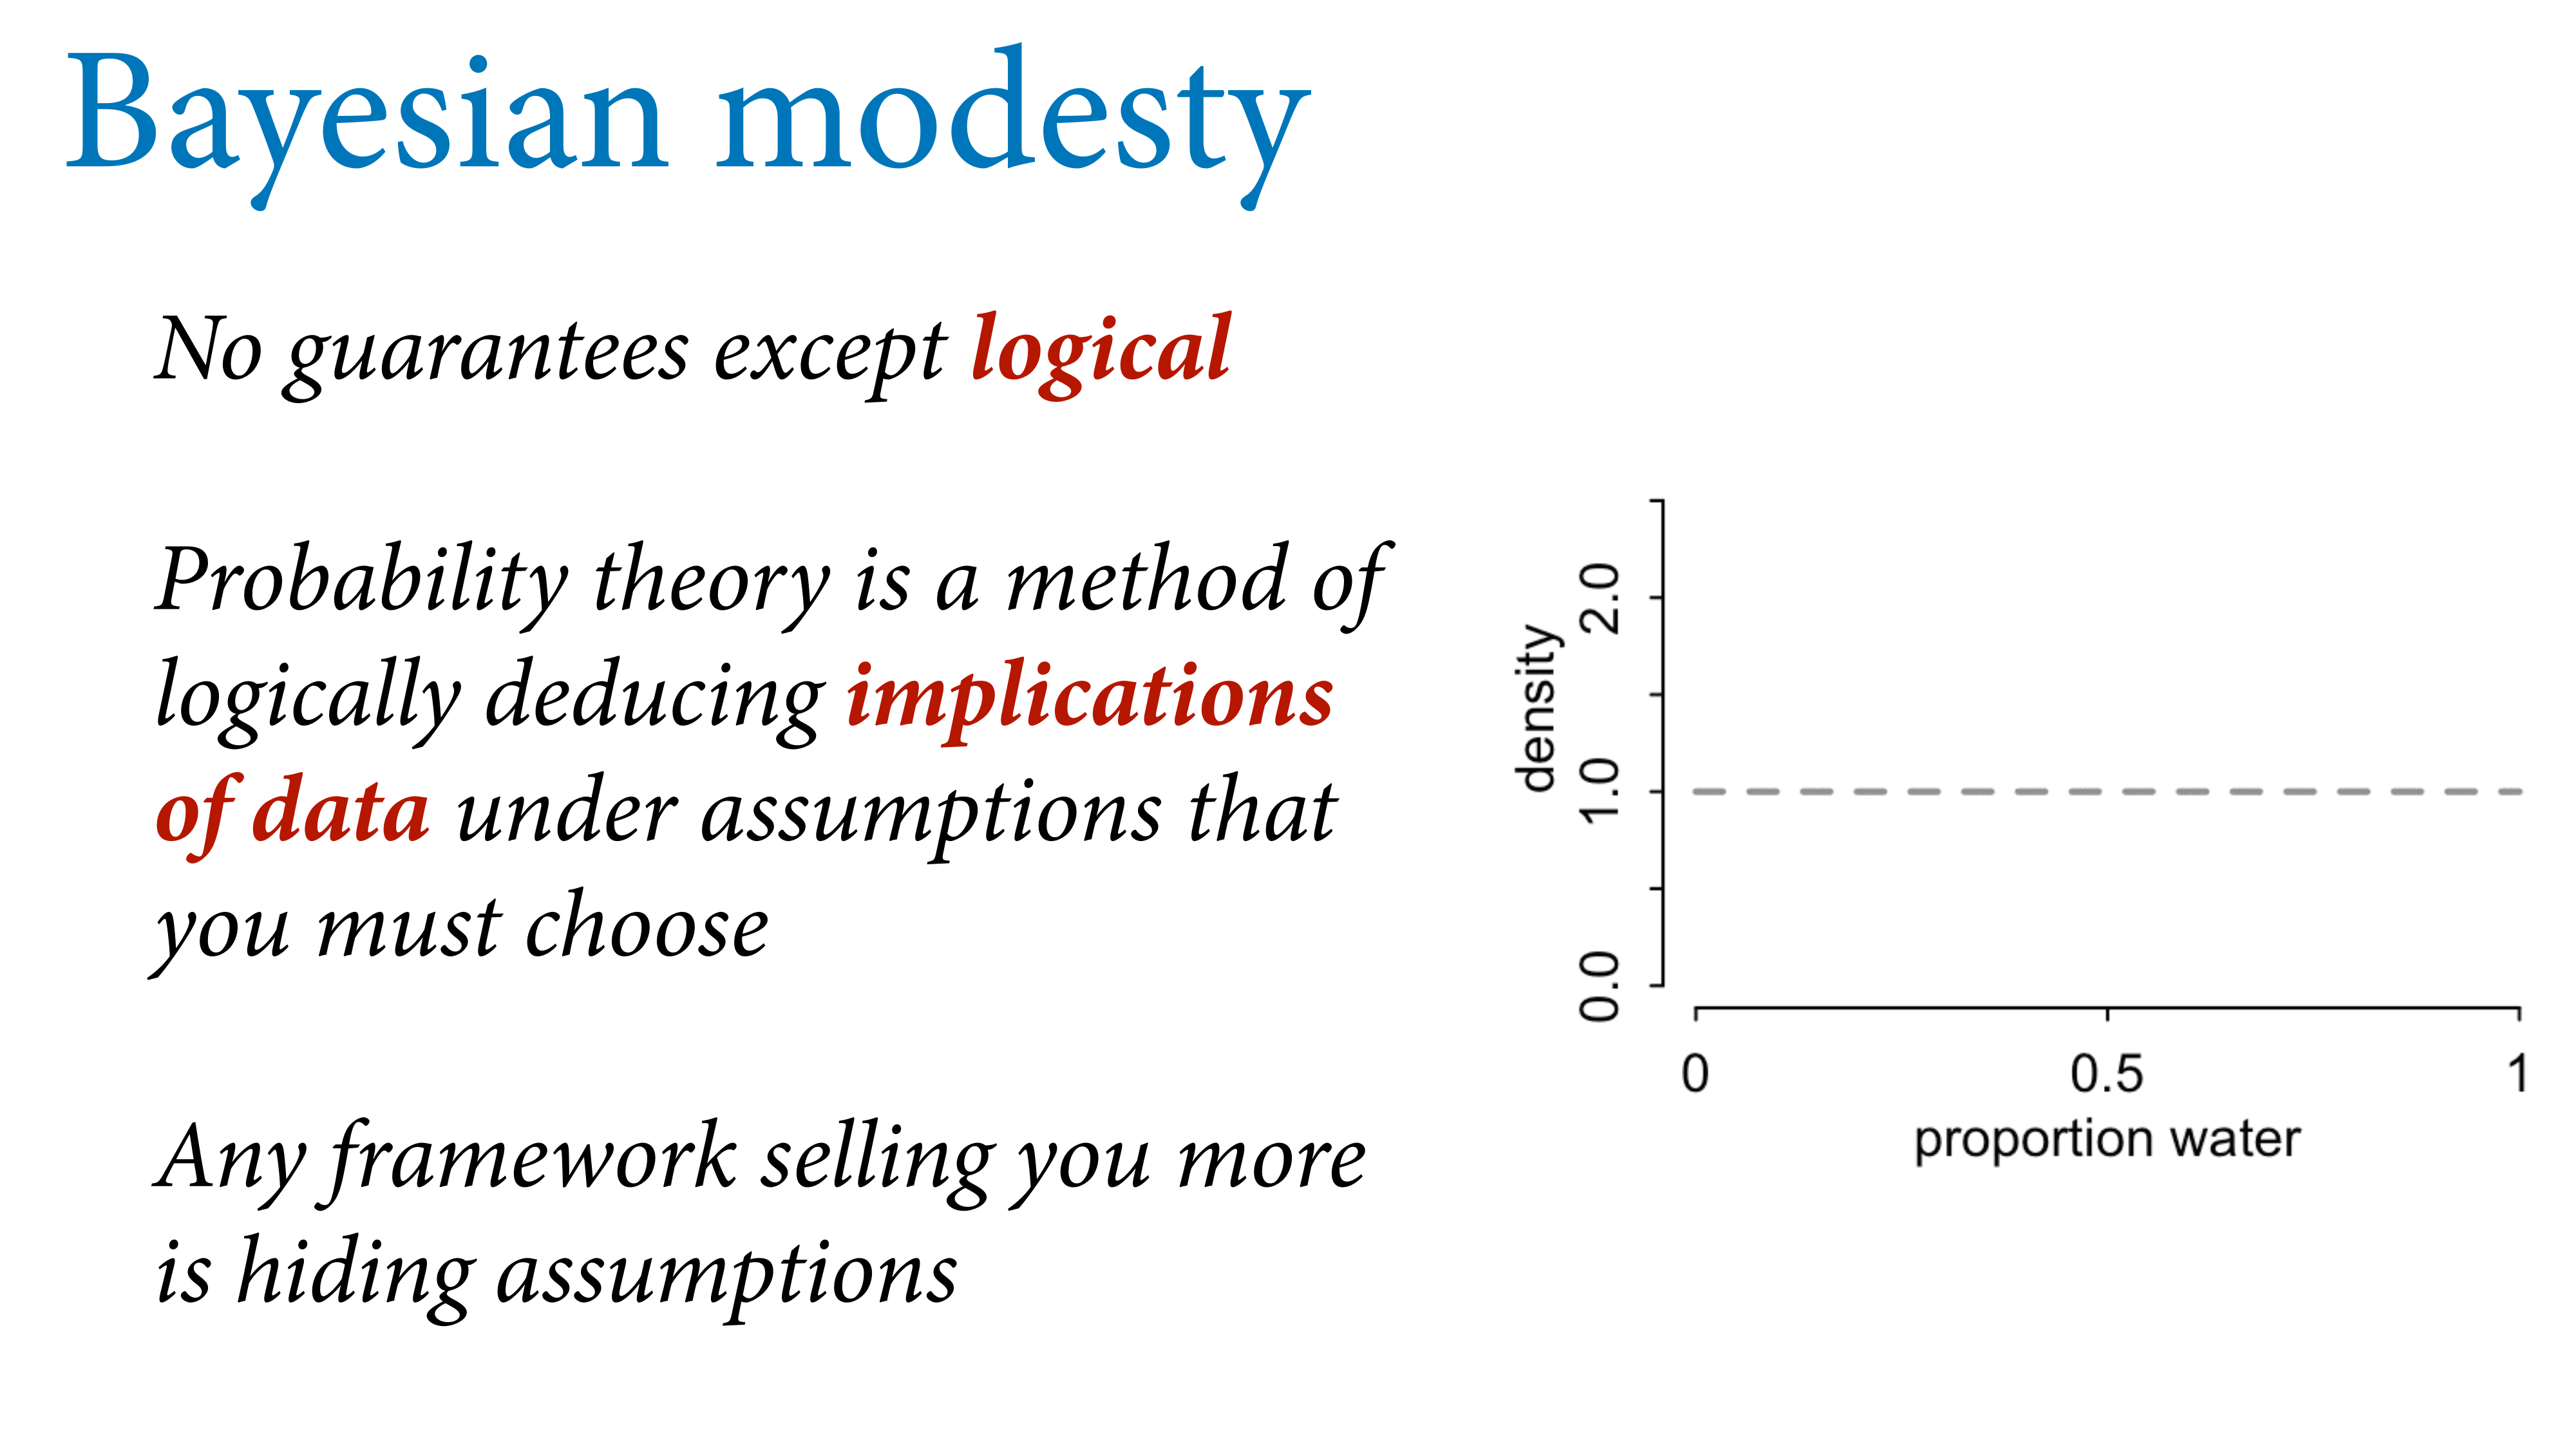 Bayesian modesty
No guarantees except logical
Probability theory is a method of
logically deducing implications
of data under assumptions that
you must choose
Any framework selling you more
is hiding assumptions
density
2.0
1.0
0.0
0
0.5
1
proportion water